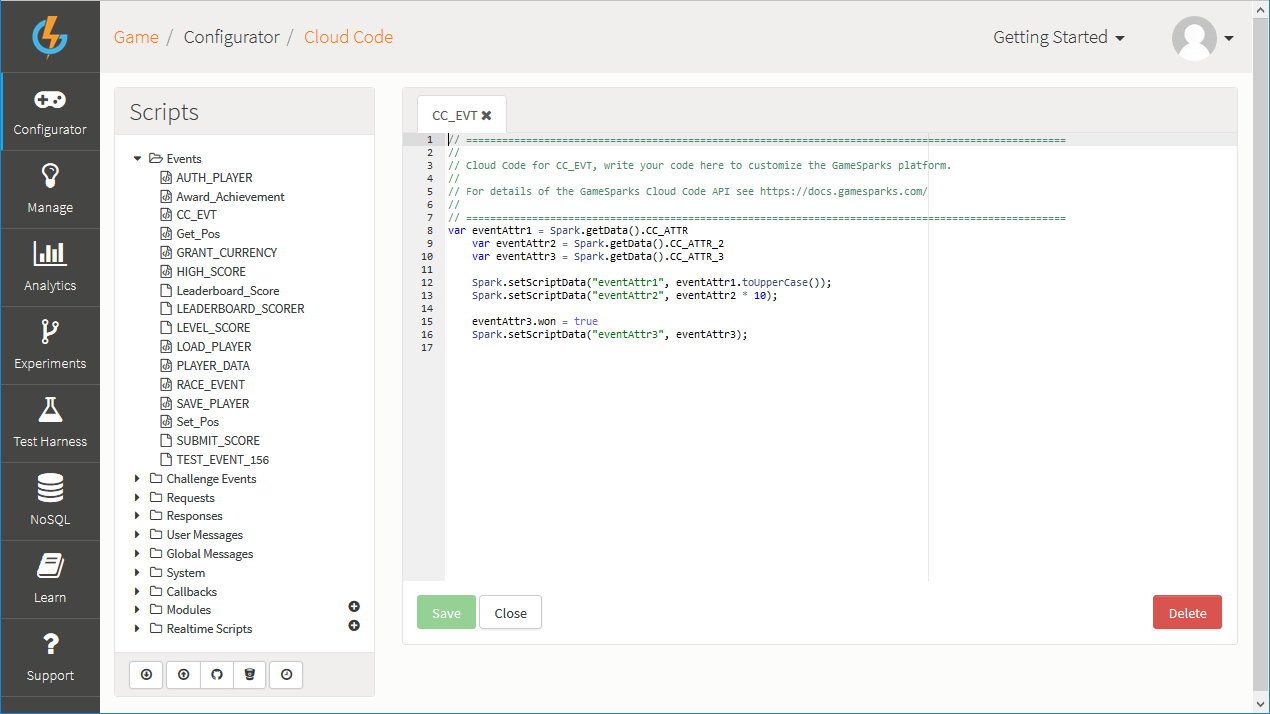 Game / Configurator / Cloud Code
Getting Started
Configurator
Manage
Analytics
Experiments
Test Harness
NoSQL
Learn
Support
Scripts
Events
AUTH_PLAYER
Award_Achievement
CC_EVT
Get_Pos
GRANT_CURRENCY
HIGH_SCORE
Leaderboard_Score
LEADERBOARD_SCORER
LEVEL_SCORE
LOAD_PLAYER
PLAYER_DATA
RACE_EVENT
SAVE_PLAYER
Set_Pos
SUBMIT_SCORE
TEST_EVENT_156
Challenge Events
Requests
Responses
User Messages
Global Messages
System
Callbacks
Modules
Realtime Scripts
CC_EVT
1 // ====================================================================================================
2 //
3 // Cloud Code for CC_EVT, write your code here to customize the GameSparks platform.
4 //
5 // For details of the GameSparks Cloud Code API see https://docs.gamesparks.com/
6 //
7 // ====================================================================================================
8 var eventAttr1 = Spark.getData().CC_ATTR
9     var eventAttr2 = Spark.getData().CC_ATTR_2
10     var eventAttr3 = Spark.getData().CC_ATTR_3
11
12     Spark.setScriptData("eventAttr1", eventAttr1.toUpperCase());
13     Spark.setScriptData("eventAttr2", eventAttr2 * 10);
14
15     eventAttr3.won = true
16     Spark.setScriptData("eventAttr3", eventAttr3);
17
Save
Close
Delete